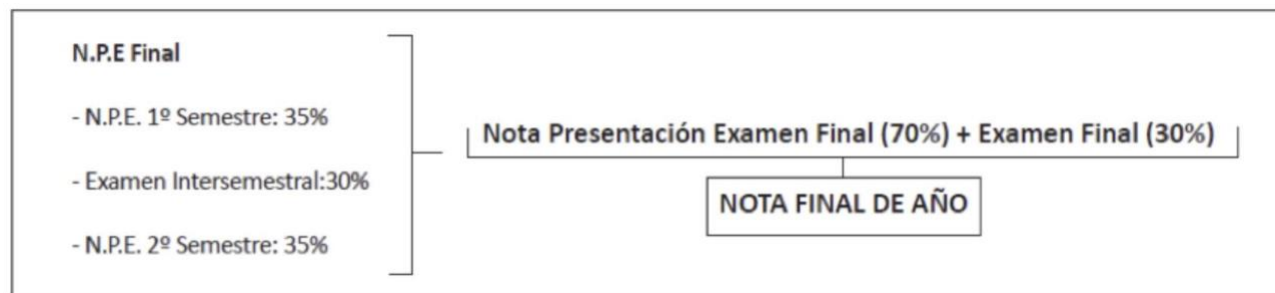 N.P.E Final
- N.P.E. 1º Semestre: 35%
- Examen Intersemestral:30%
- N.P.E. 2º Semestre: 35%
Nota Presentación Examen Final (70%) + Examen Final (30%)
NOTA FINAL DE AÑO